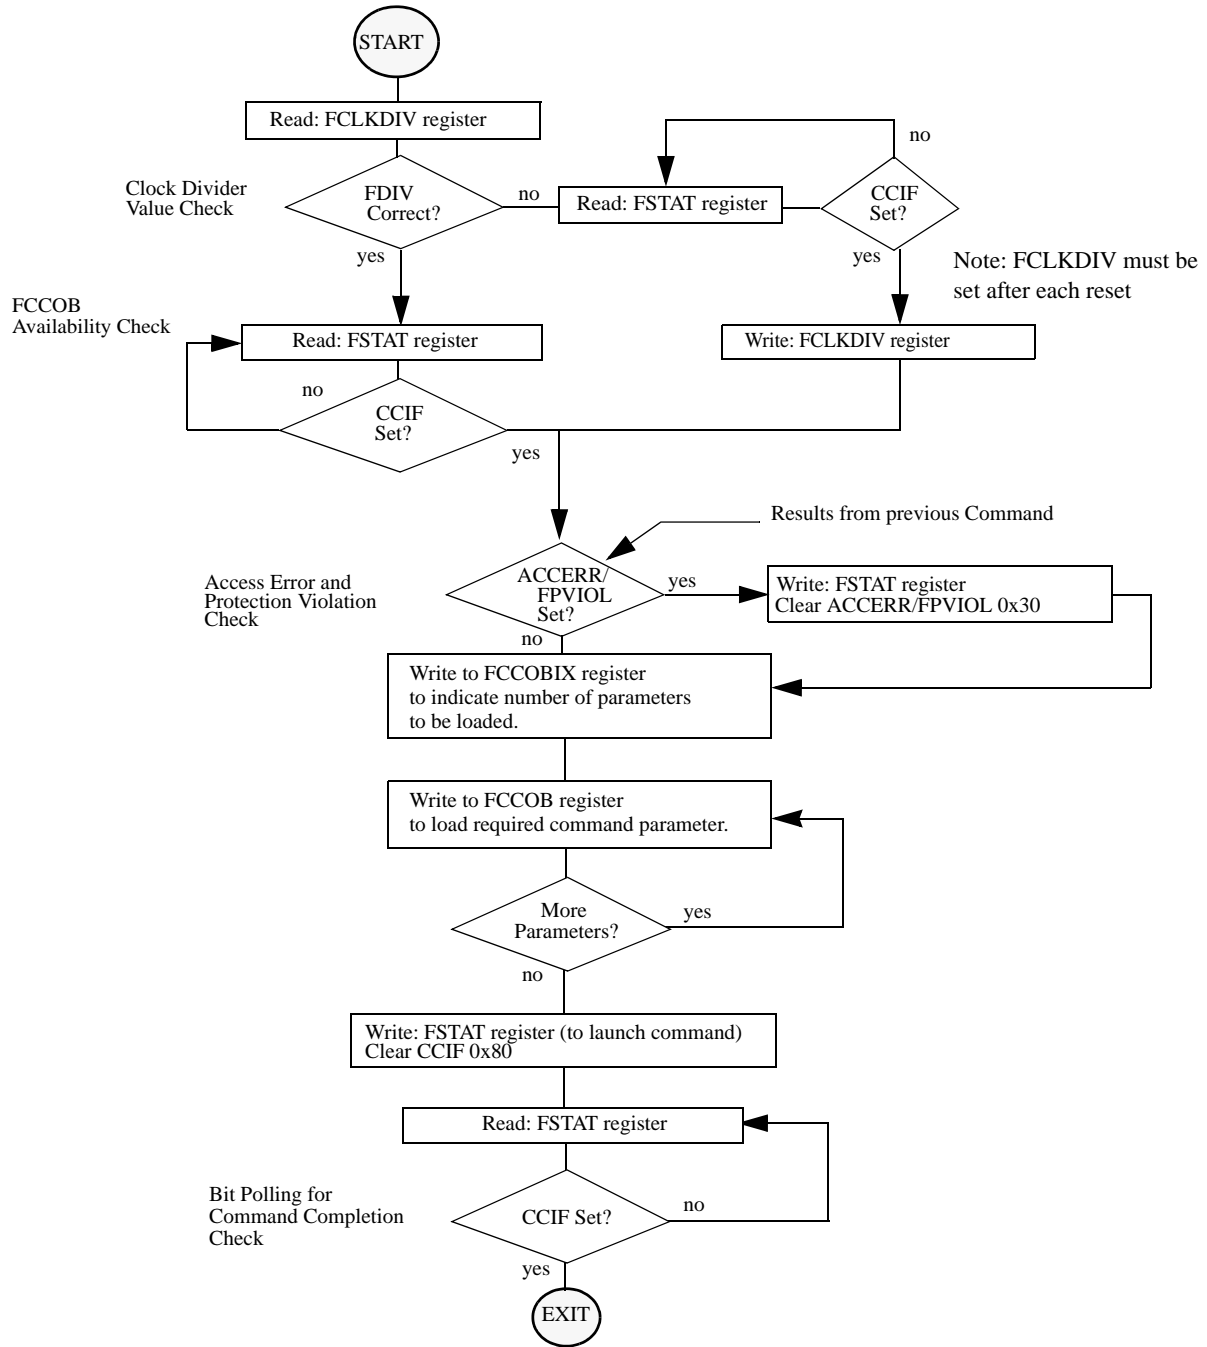 START
Read: FCLKDIV register
no
Clock Divider
Value Check
FDIV
Correct?
no
Read: FSTAT register
CCIF
Set?
yes
yes
Note: FCLKDIV must be
set after each reset
FCCOB
Availability Check
Read: FSTAT register
Write: FCLKDIV register
no
CCIF
Set?
yes
Results from previous Command
Access Error and
Protection Violation
Check
ACCERR/
FPVIOL
Set?
yes
Write: FSTAT register
Clear ACCERR/FPVIOL 0x30
no
Write to FCCOBIX register
to indicate number of parameters
to be loaded.
Write to FCCOB register
to load required command parameter.
More
Parameters?
yes
no
Write: FSTAT register (to launch command)
Clear CCIF 0x80
Read: FSTAT register
Bit Polling for
Command Completion
Check
CCIF Set?
no
yes
EXIT